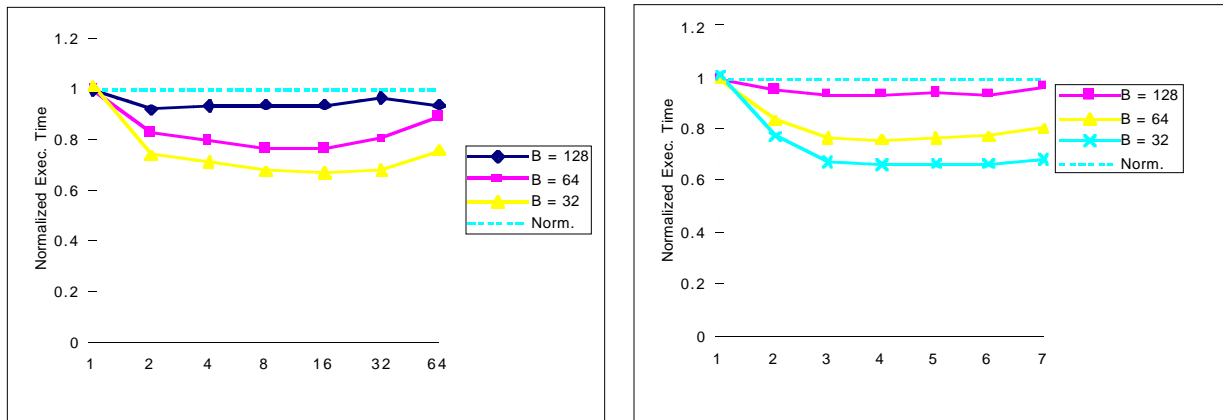 1.2
1
0.8
0.6
0.4
0.2
0
Normalized Exec. Time
1 2 4 8 16 32 64
B = 128
B = 64
B = 32
Norm.
1.2
1
0.8
0.6
0.4
0.2
0
Normalized Exec. Time
1 2 3 4 5 6 7
B = 128
B = 64
B = 32
Norm.